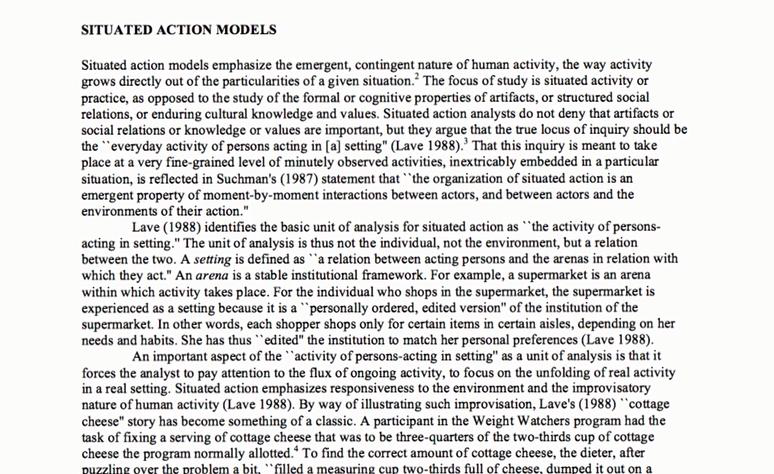 SITUATED ACTION MODELS
Situated action models emphasize the emergent, contingent nature of human activity, the way activity
grows directly out of the particularities of a given situation.² The focus of study is situated activity or
practice, as opposed to the study of the formal or cognitive properties of artifacts, or structured social
relations, or enduring cultural knowledge and values. Situated action analysts do not deny that artifacts or
social relations or knowledge or values are important, but they argue that the true locus of inquiry should be
the ``everyday activity of persons acting in [a] setting" (Lave 1988).³ That this inquiry is meant to take
place at a very fine-grained level of minutely observed activities, inextricably embedded in a particular
situation, is reflected in Suchman's (1987) statement that ``the organization of situated action is an
emergent property of moment-by-moment interactions between actors, and between actors and the
environments of their action."
Lave (1988) identifies the basic unit of analysis for situated action as ``the activity of persons-
acting in setting." The unit of analysis is thus not the individual, not the environment, but a relation
between the two. A setting is defined as ``a relation between acting persons and the arenas in relation with
which they act." An arena is a stable institutional framework. For example, a supermarket is an arena
within which activity takes place. For the individual who shops in the supermarket, the supermarket is
experienced as a setting because it is a ``personally ordered, edited version" of the institution of the
supermarket. In other words, each shopper shops only for certain items in certain aisles, depending on her
needs and habits. She has thus ``edited" the institution to match her personal preferences (Lave 1988).
An important aspect of the ``activity of persons-acting in setting" as a unit of analysis is that it
forces the analyst to pay attention to the flux of ongoing activity, to focus on the unfolding of real activity
in a real setting. Situated action emphasizes responsiveness to the environment and the improvisatory
nature of human activity (Lave 1988). By way of illustrating such improvisation, Lave's (1988) ``cottage
cheese" story has become something of a classic. A participant in the Weight Watchers program had the
task of fixing a serving of cottage cheese that was to be three-quarters of the two-thirds cup of cottage
cheese the program normally allotted.⁴ To find the correct amount of cottage cheese, the dieter, after
puzzling over the problem a bit, ``filled a measuring cup two-thirds full of cheese, dumped it out on a